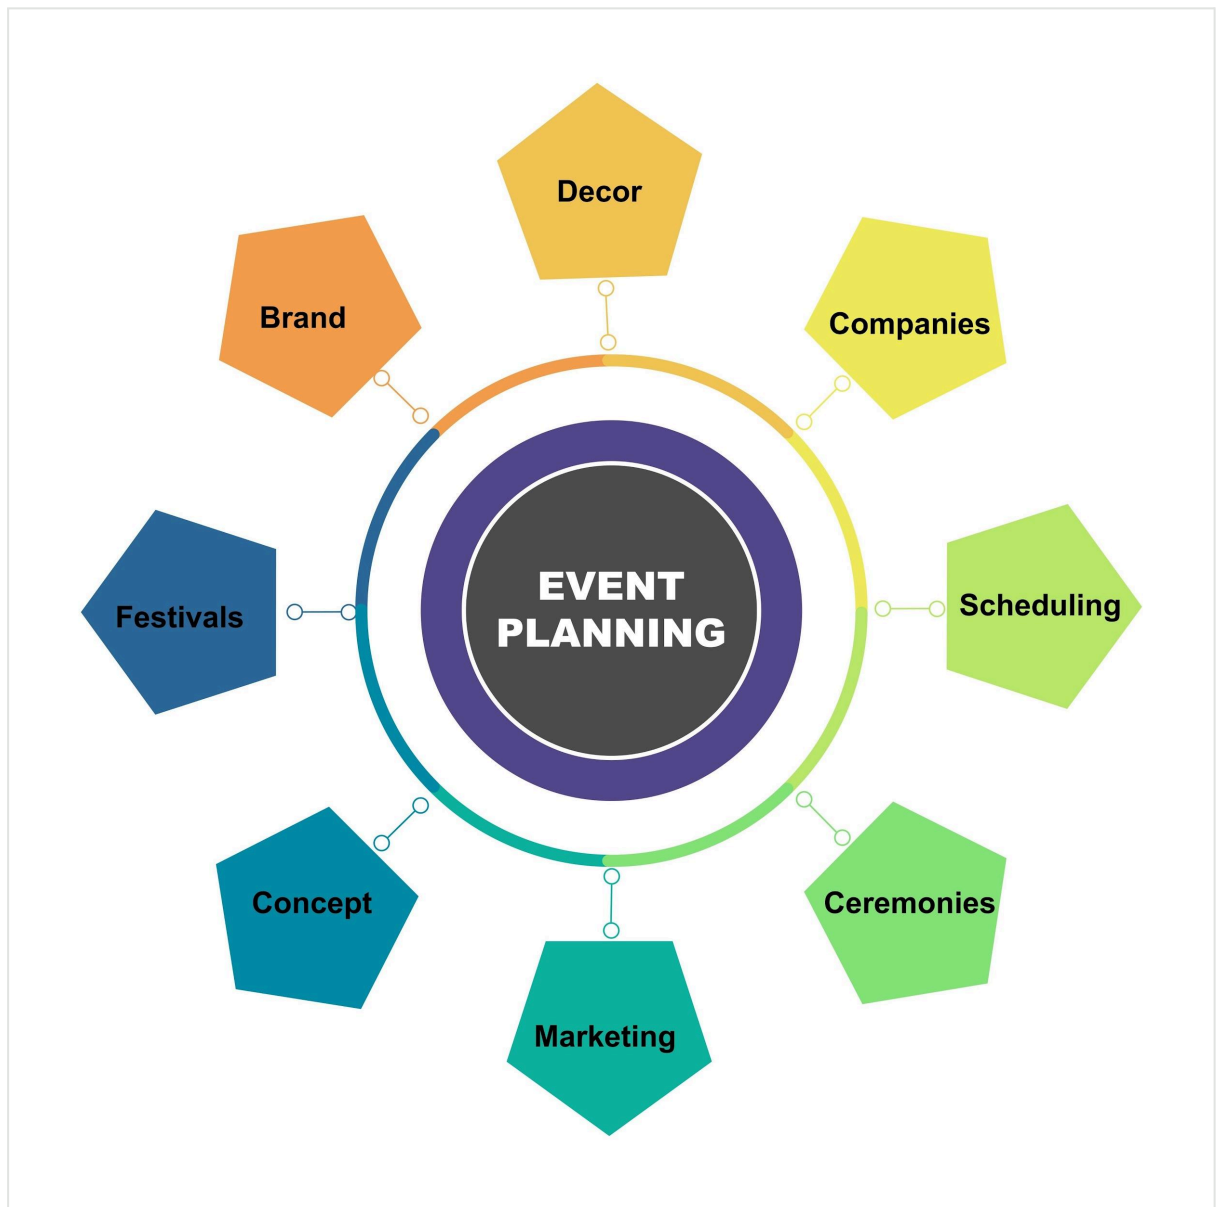 Decor
Brand
Companies
EVENT
PLANNING
Festivals
Scheduling
Concept
Ceremonies
Marketing